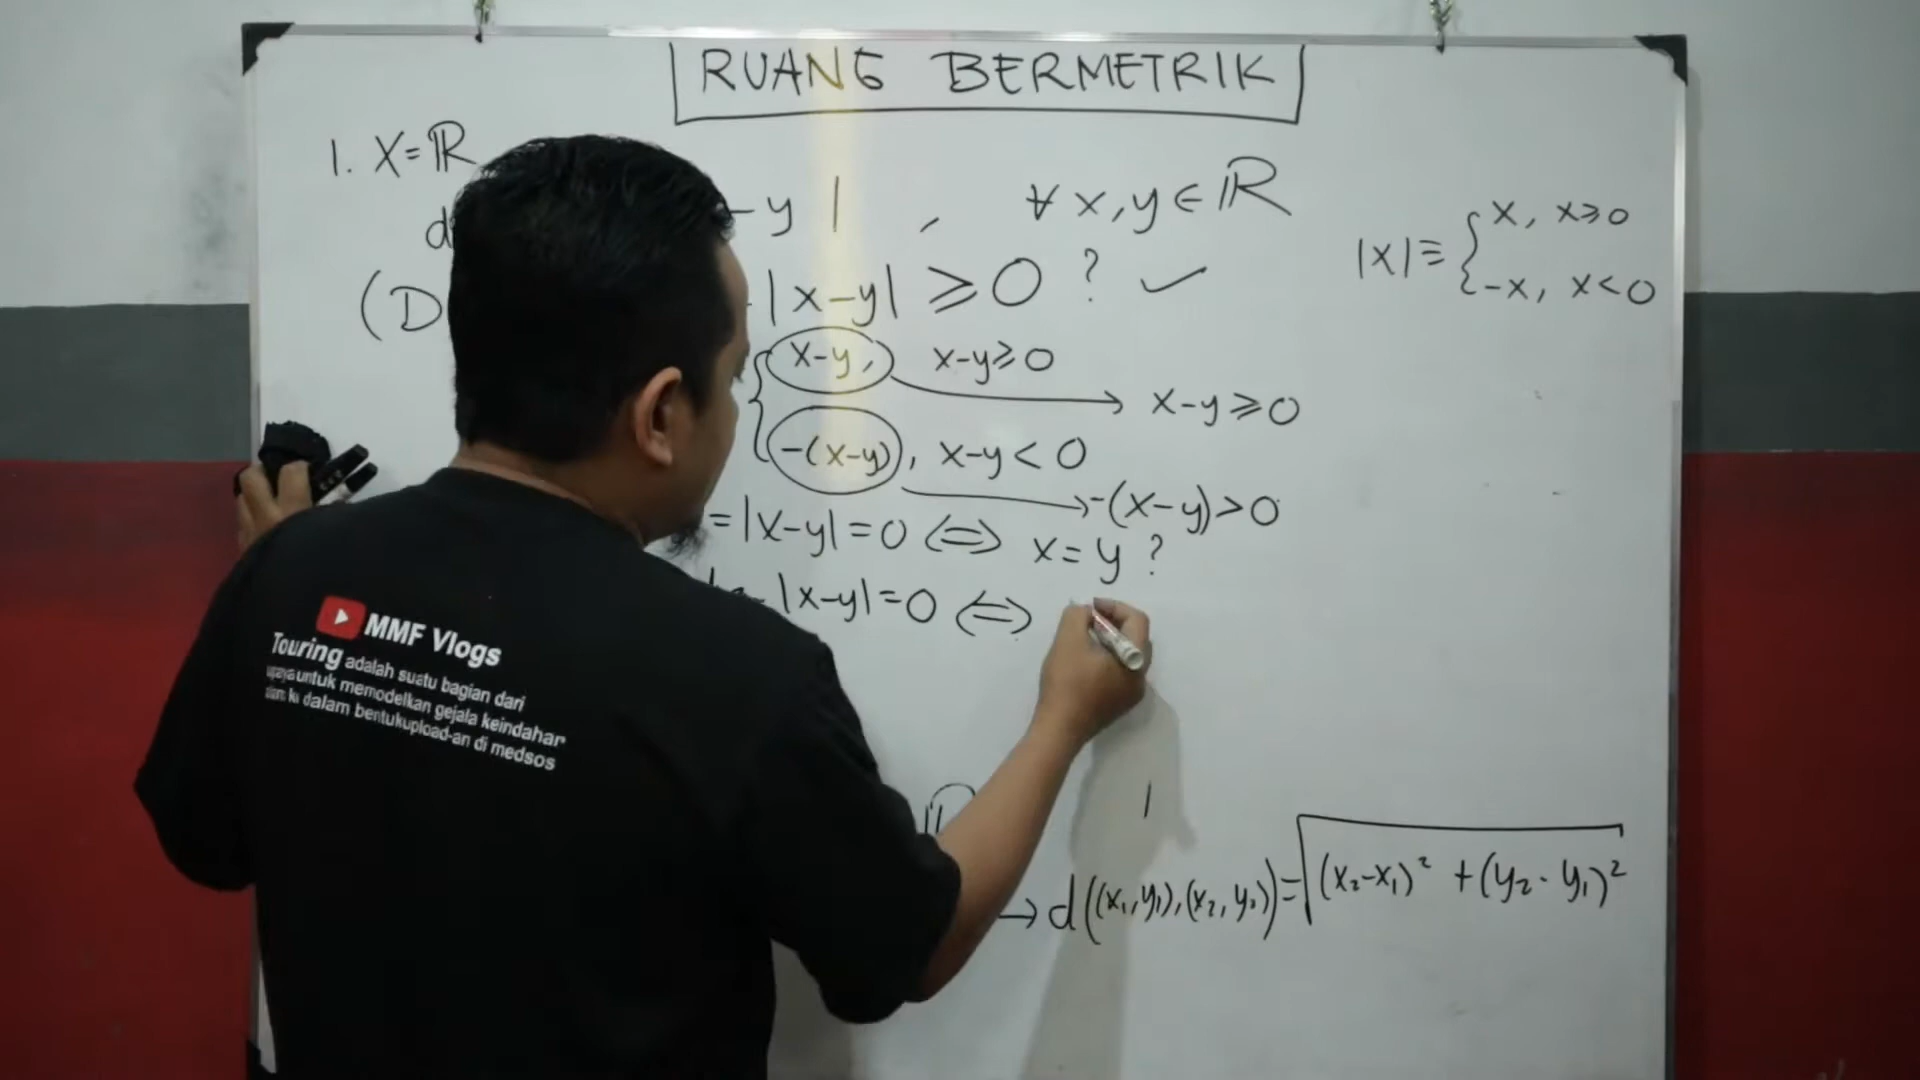 RUANG BERMETRIK
1. X=ℝ
d -y| , ∀ x,y ∈ ℝ
(D |x-y| ≥ 0 ? ✓
|x| ≡ { x, x≥0
-x, x<0
{ x-y, x-y≥0 → x-y≥0
-(x-y), x-y<0 → -(x-y)>0
=|x-y|=0 ⇔ x=y ?
|x-y|=0 ⇔
→ d((x₁,y₁),(x₂,y₂))=√(x₂-x₁)² +(y₂-y₁)²
MMF Vlogs
Touring adalah suatu bagian dari
upaya untuk memodelkan gejala keindahan
dalam bentuk upload-an di medsos